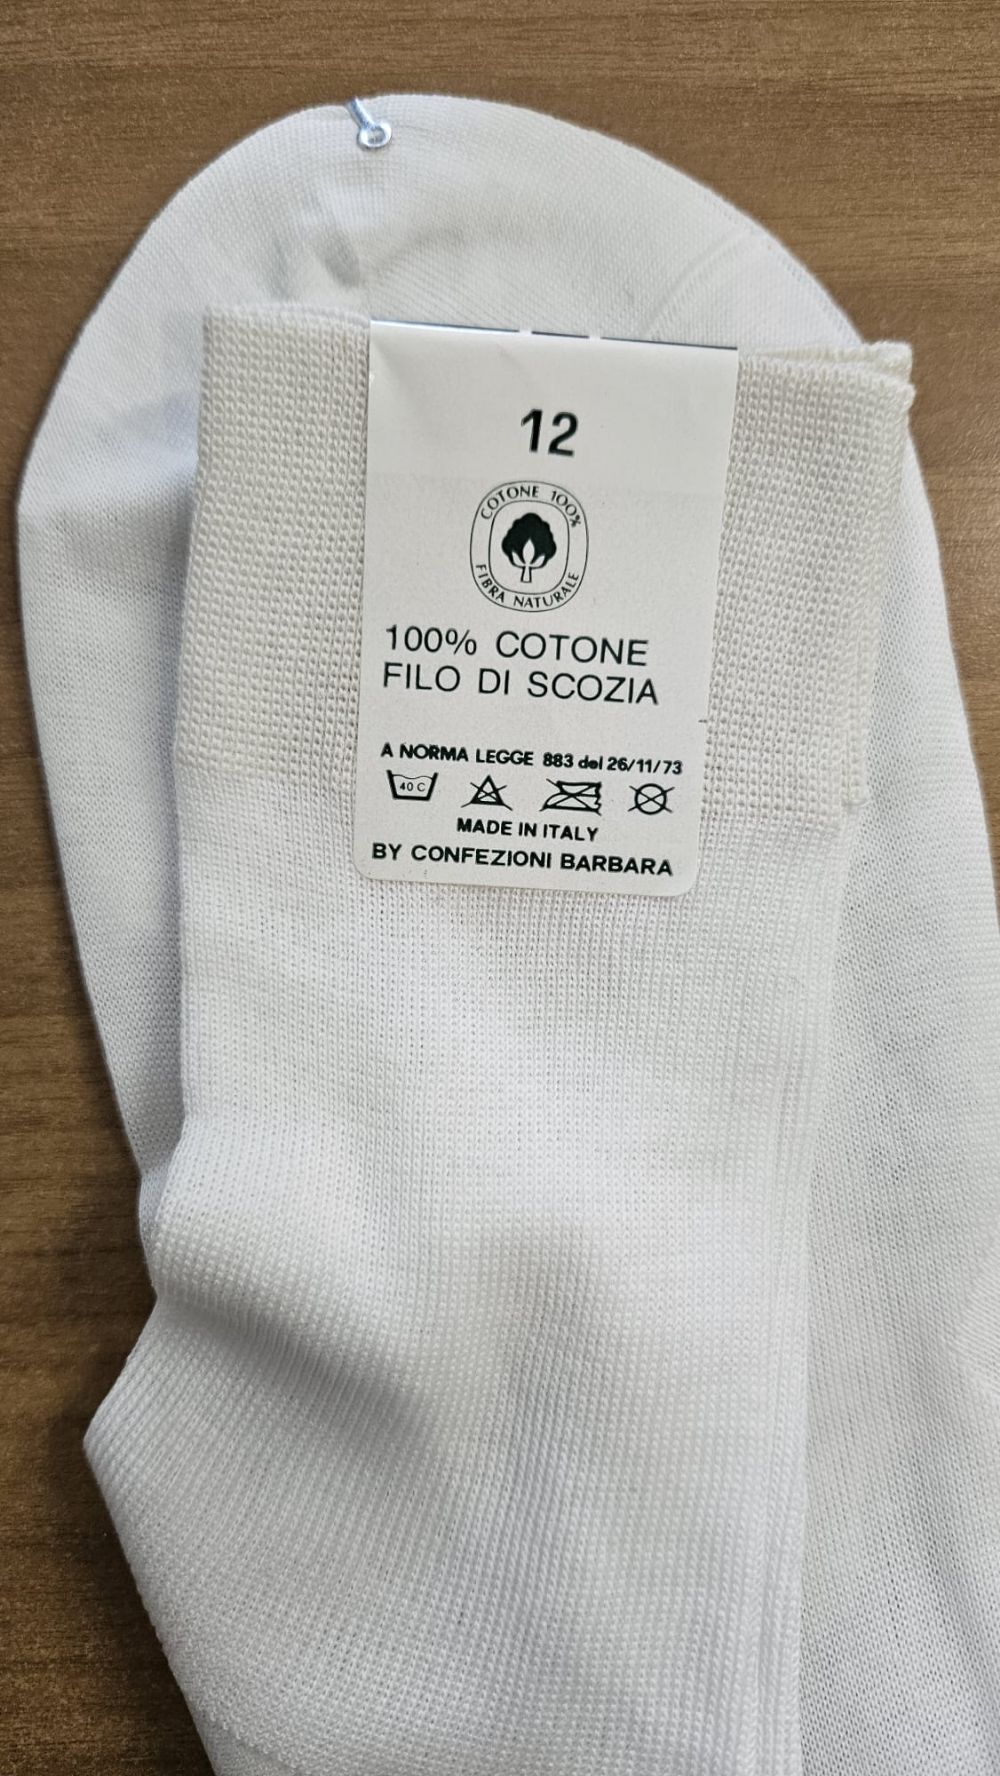 12
COTONE 100%
FIBRA NATURALE
100% COTONE
FILO DI SCOZIA
A NORMA LEGGE 883 del 26/11/73
40 C
MADE IN ITALY
BY CONFEZIONI BARBARA